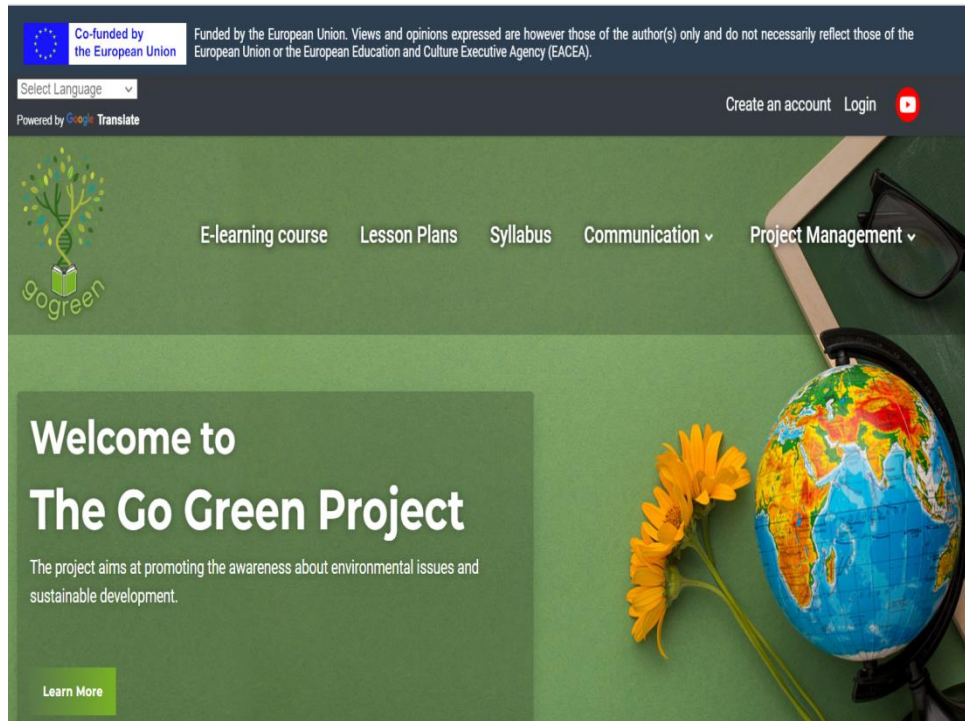 Co-funded by
the European Union
Funded by the European Union. Views and opinions expressed are however those of the author(s) only and do not necessarily reflect those of the
European Union or the European Education and Culture Executive Agency (EACEA).
Select Language
Powered by Google Translate
Create an account Login
gogreen
E-learning course Lesson Plans Syllabus Communication Project Management
Welcome to
The Go Green Project
The project aims at promoting the awareness about environmental issues and
sustainable development.
Learn More